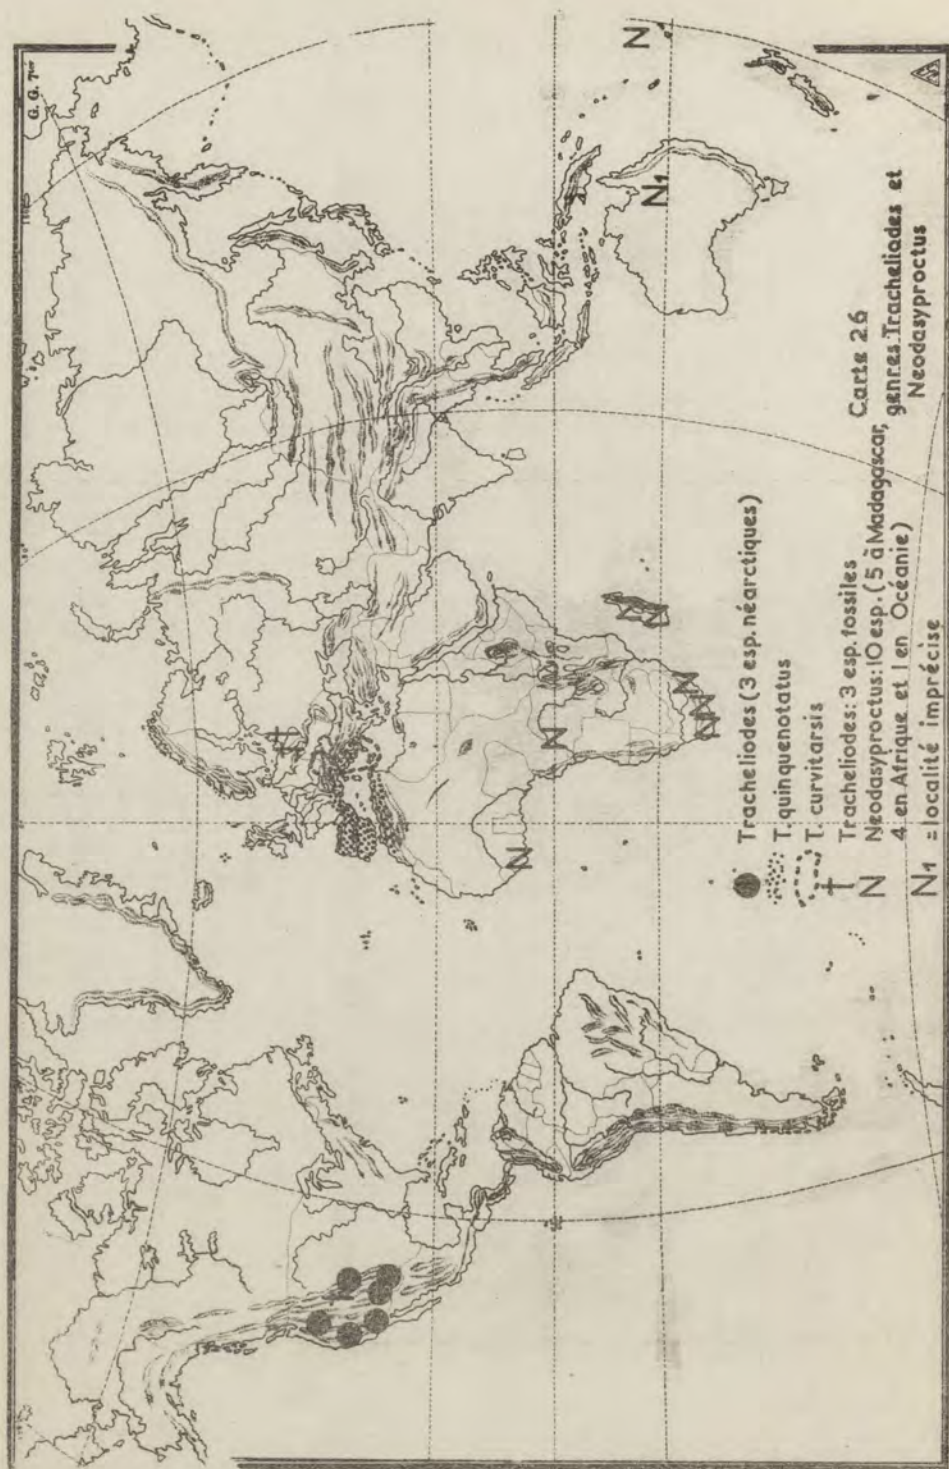 G. G. 7ᵐᵉ
Tracheliodes (3 esp. néarctiques)
T. quinquenotatus
T. curvitarsis
Tracheliodes: 3 esp. fossiles
N Neodasyproctus: 10 esp. (5 à Madagascar,
4 en Afrique et 1 en Océanie)
N1 = localité imprécise
Carte 26
genres Tracheliodes et
Neodasyproctus
N
N1
N
N
N
N
N
N
N
N
N